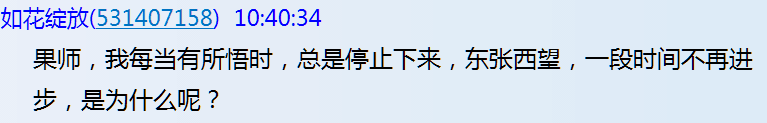 如花绽放(531407158) 10:40:34
果师，我每当有所悟时，总是停止下来，东张西望，一段时间不再进
步，是为什么呢？